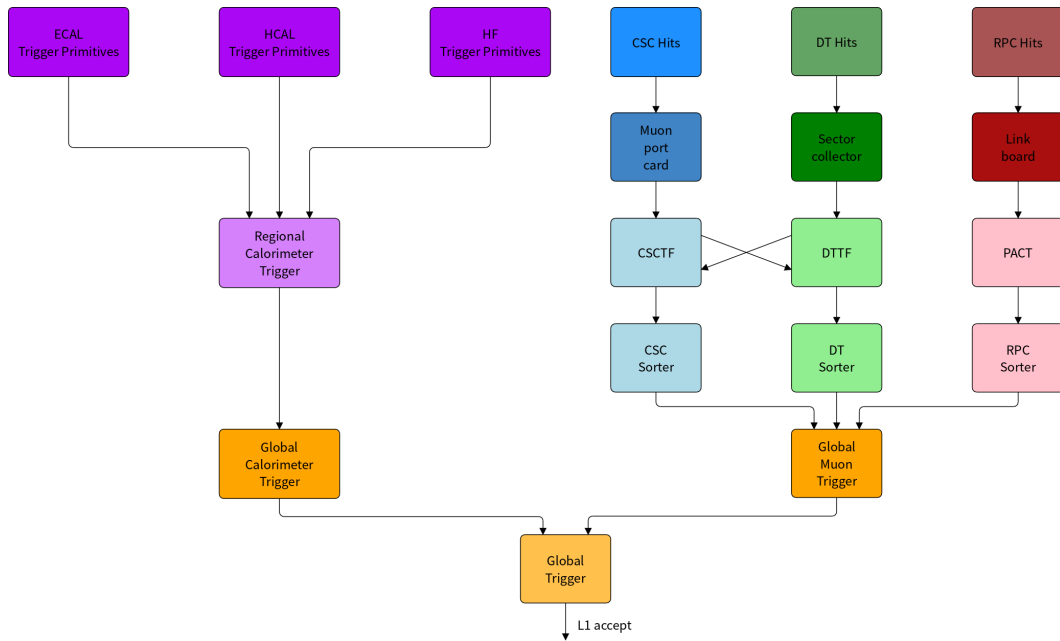 ECAL
Trigger Primitives
HCAL
Trigger Primitives
HF
Trigger Primitives
CSC Hits
DT Hits
RPC Hits
Muon
port
card
Sector
collector
Link
board
Regional
Calorimeter
Trigger
CSCTF
DTTF
PACT
CSC
Sorter
DT
Sorter
RPC
Sorter
Global
Calorimeter
Trigger
Global
Muon
Trigger
Global
Trigger
L1 accept